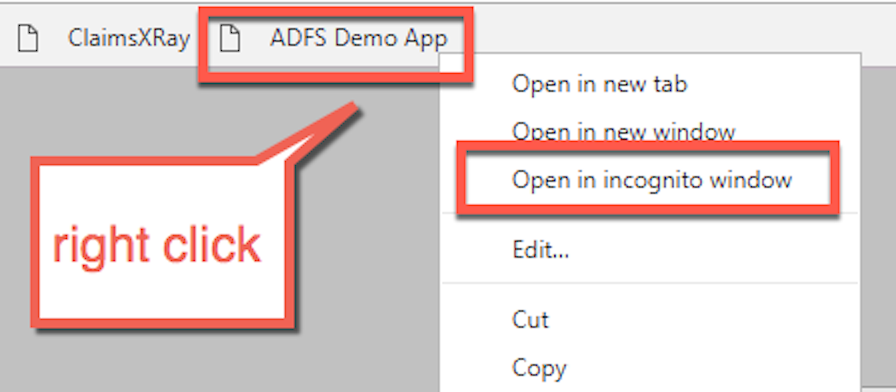 ClaimsXRay ADFS Demo App
Open in new tab
Open in new window
Open in incognito window
right click
Edit...
Cut
Copy